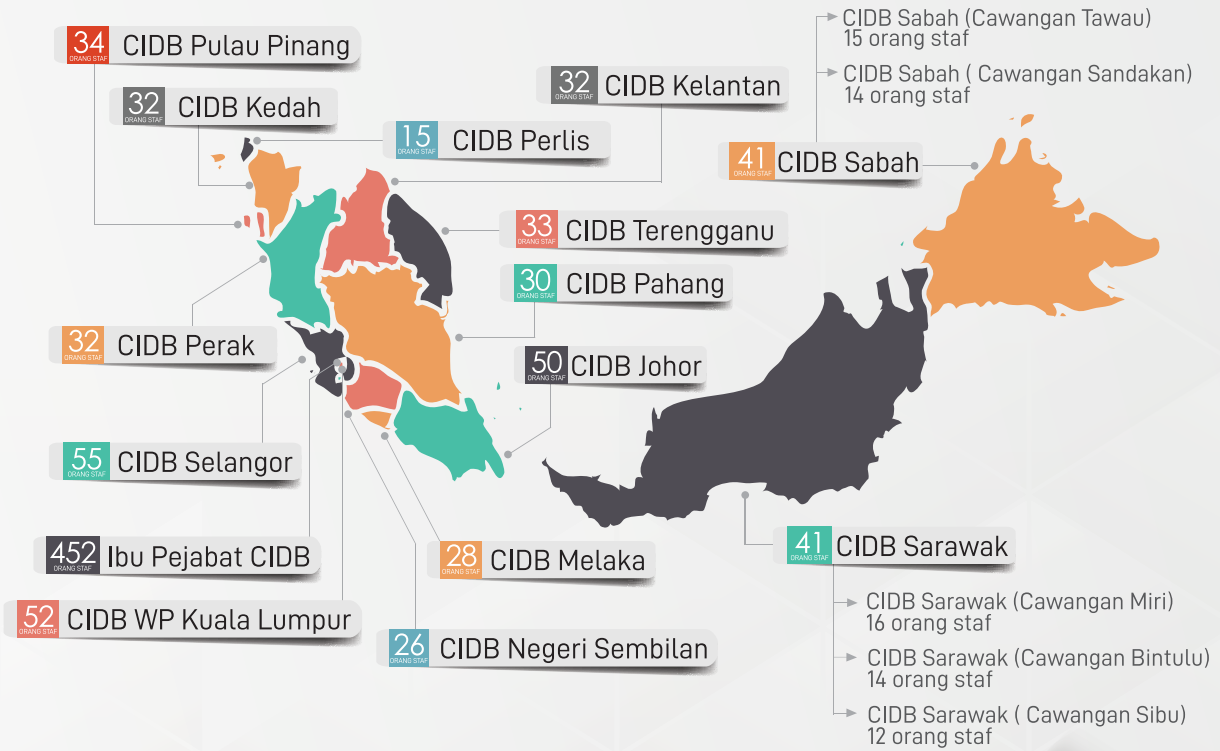 34
ORANG STAF
CIDB Pulau Pinang
32
ORANG STAF
CIDB Kedah
15
ORANG STAF
CIDB Perlis
32
ORANG STAF
CIDB Kelantan
CIDB Sabah (Cawangan Tawau)
15 orang staf
CIDB Sabah ( Cawangan Sandakan)
14 orang staf
41
ORANG STAF
CIDB Sabah
33
ORANG STAF
CIDB Terengganu
30
ORANG STAF
CIDB Pahang
32
ORANG STAF
CIDB Perak
50
ORANG STAF
CIDB Johor
55
ORANG STAF
CIDB Selangor
452
ORANG STAF
Ibu Pejabat CIDB
28
ORANG STAF
CIDB Melaka
52
ORANG STAF
CIDB WP Kuala Lumpur
26
ORANG STAF
CIDB Negeri Sembilan
41
ORANG STAF
CIDB Sarawak
CIDB Sarawak (Cawangan Miri)
16 orang staf
CIDB Sarawak (Cawangan Bintulu)
14 orang staf
CIDB Sarawak ( Cawangan Sibu)
12 orang staf